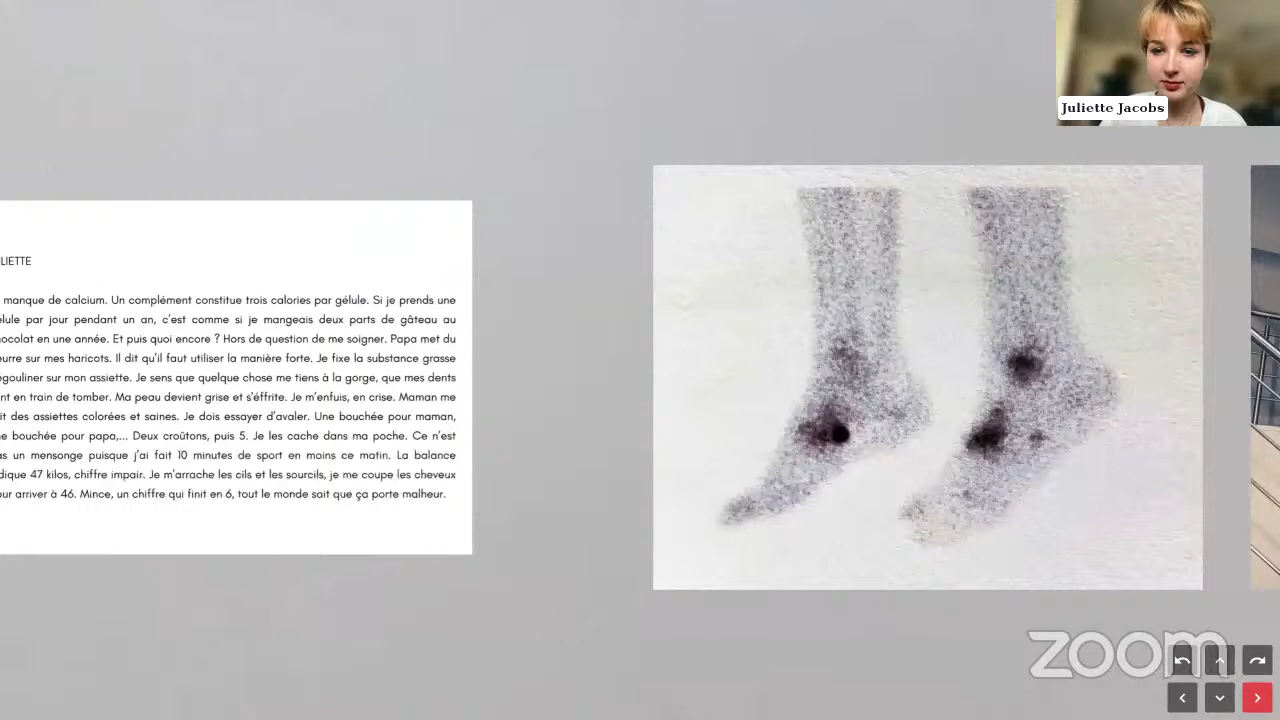 Juliette Jacobs
LIETTE
manque de calcium. Un complément constitue trois calories par gélule. Si je prends une
élule par jour pendant un an, c'est comme si je mangeais deux parts de gâteau au
hocolat en une année. Et puis quoi encore ? Hors de question de me soigner. Papa met du
eurre sur mes haricots. Il dit qu'il faut utiliser la manière forte. Je fixe la substance grasse
égouliner sur mon assiette. Je sens que quelque chose me tiens à la gorge, que mes dents
nt en train de tomber. Ma peau devient grise et s'éffrite. Je m'enfuis, en crise. Maman me
it des assiettes colorées et saines. Je dois essayer d'avaler. Une bouchée pour maman,
e bouchée pour papa,... Deux croûtons, puis 5. Je les cache dans ma poche. Ce n'est
as un mensonge puisque j'ai fait 10 minutes de sport en moins ce matin. La balance
dique 47 kilos, chiffre impair. Je m'arrache les cils et les sourcils, je me coupe les cheveux
our arriver à 46. Mince, un chiffre qui finit en 6, tout le monde sait que ça porte malheur.
zoom